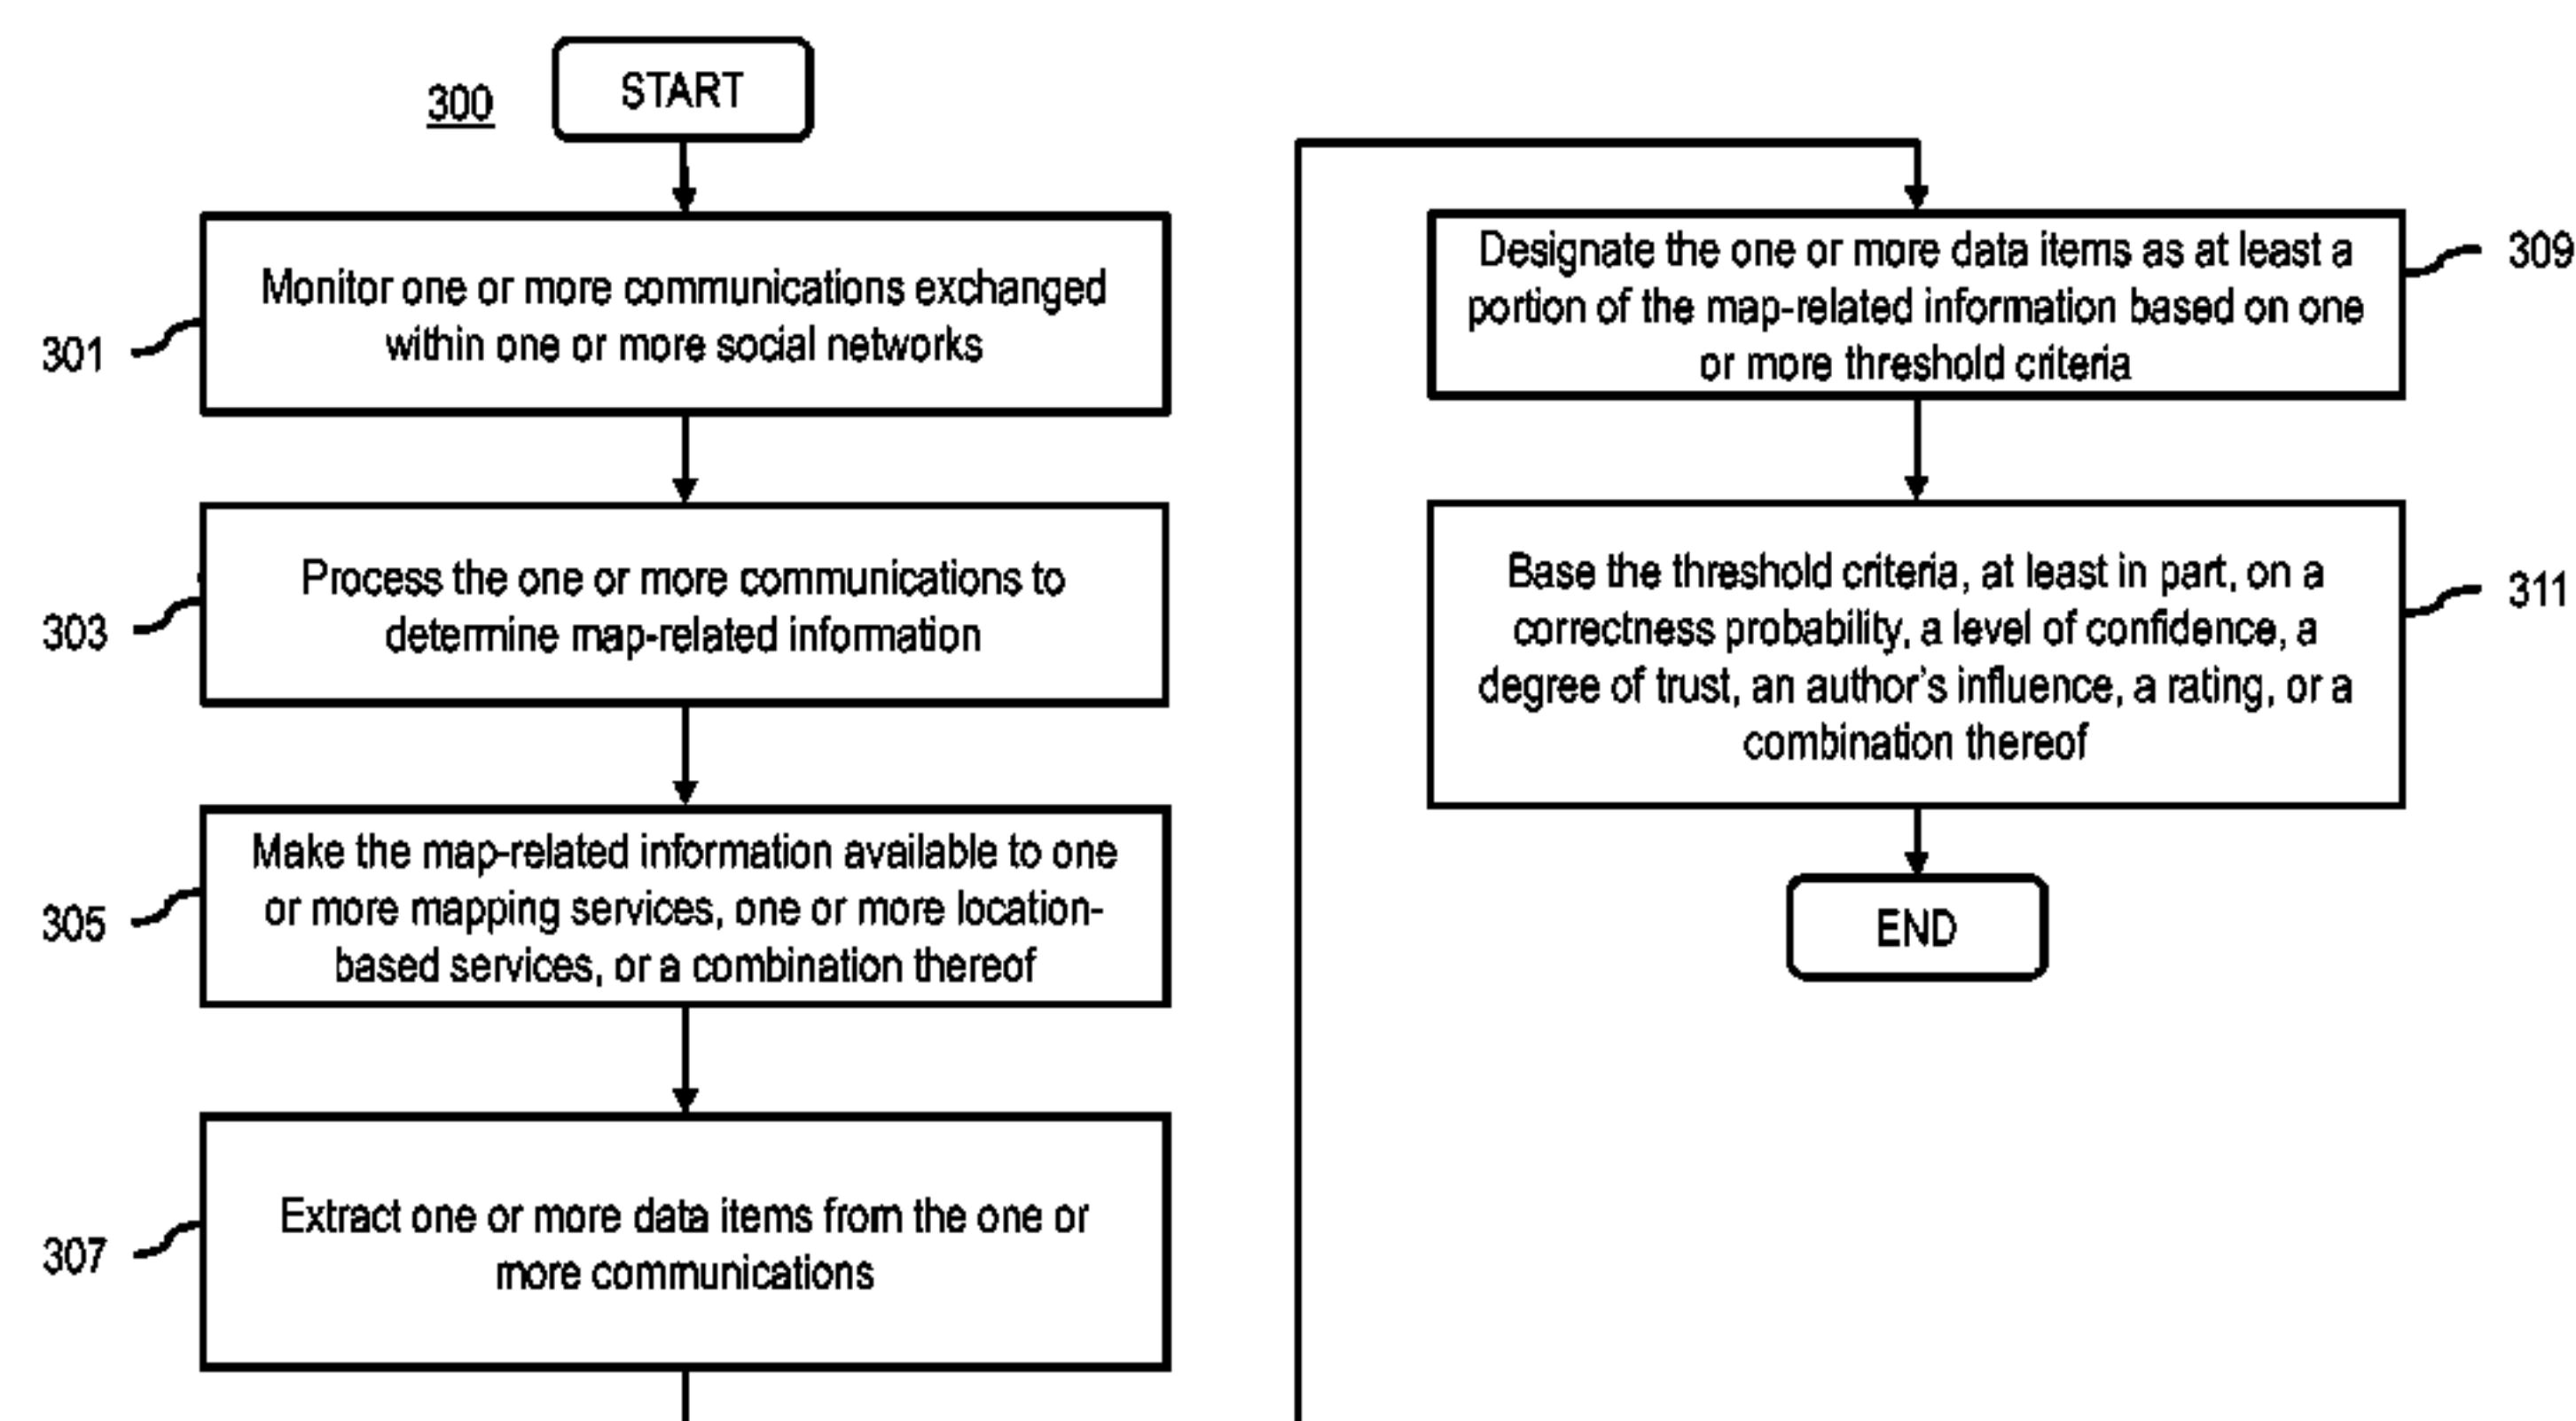 300
START
Monitor one or more communications exchanged
within one or more social networks
301
Process the one or more communications to
determine map-related information
303
Make the map-related information available to one
or more mapping services, one or more location-
based services, or a combination thereof
305
Extract one or more data items from the one or
more communications
307
Designate the one or more data items as at least a
portion of the map-related information based on one
or more threshold criteria
309
Base the threshold criteria, at least in part, on a
correctness probability, a level of confidence, a
degree of trust, an author's influence, a rating, or a
combination thereof
311
END